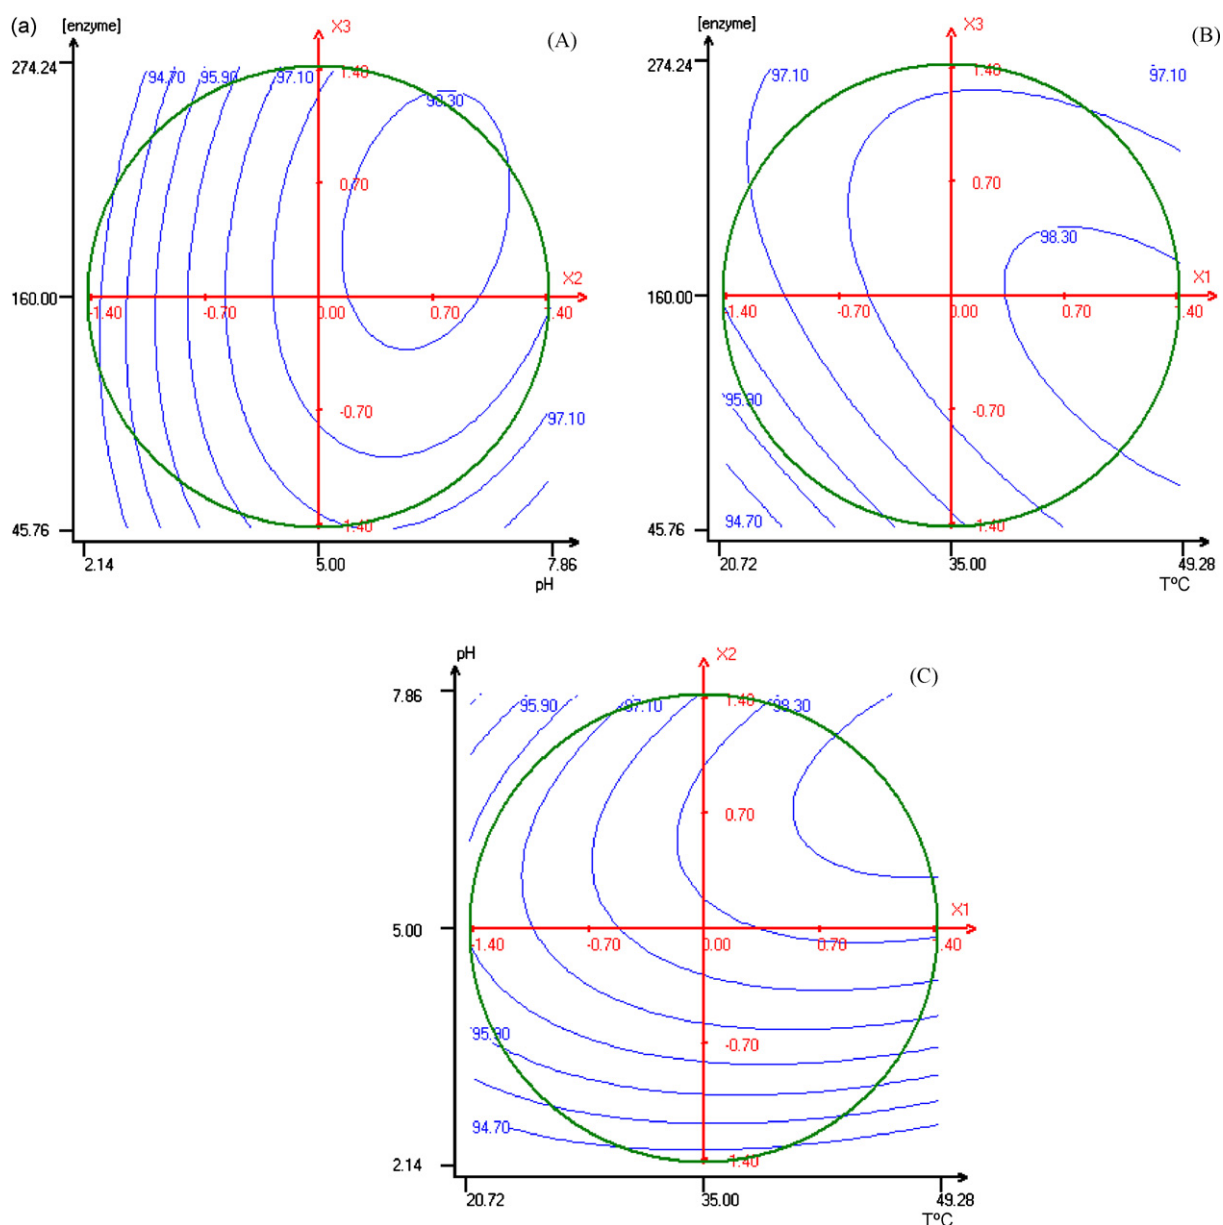 (a)
[enzyme]
X3
(A)
274.24
94.70 95.90 97.10 1.40
98.30
0.70
X2
160.00
-1.40 -0.70 0.00 0.70 1.40
-0.70
97.10
45.76
-1.40
2.14 5.00 7.86
pH
[enzyme]
X3
(B)
274.24
97.10 1.40 97.10
0.70
98.30
X1
160.00
-1.40 -0.70 0.00 0.70 1.40
95.90
-0.70
94.70
45.76
-1.40
20.72 35.00 49.28
TºC
pH
X2
(C)
7.86
95.90 97.10 1.40 98.30
0.70
X1
5.00
-1.40 -0.70 0.00 0.70 1.40
95.90
-0.70
94.70
2.14
-1.40
20.72 35.00 49.28
TºC